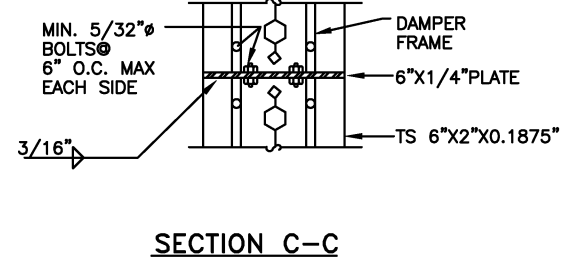 MIN. 5/32"ø
BOLTS@
6" O.C. MAX
EACH SIDE
DAMPER
FRAME
6"X1/4"PLATE
3/16"
TS 6"X2"X0.1875"
SECTION C-C